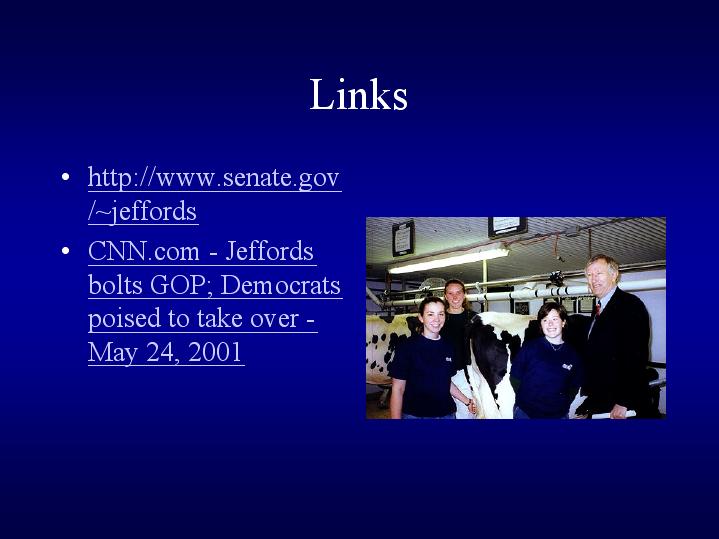 Links
• http://www.senate.gov
/~jeffords
• CNN.com - Jeffords
bolts GOP; Democrats
poised to take over -
May 24, 2001